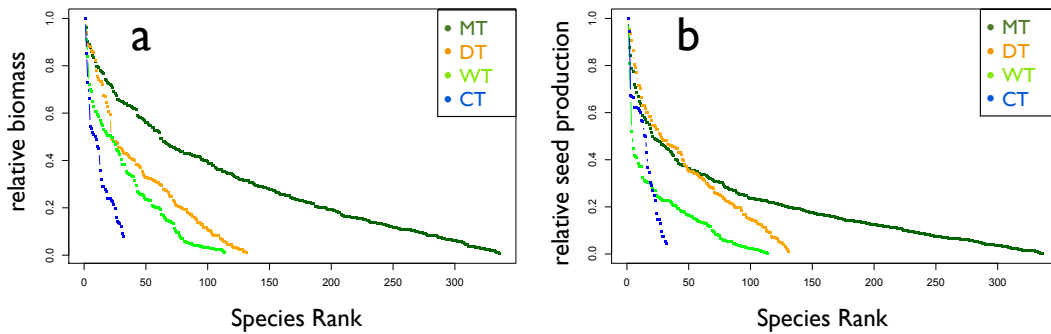 a
MT
DT
WT
CT
relative biomass
1.0
0.8
0.6
0.4
0.2
0.0
0
50
100
150
200
250
300
Species Rank
b
MT
DT
WT
CT
relative seed production
1.0
0.8
0.6
0.4
0.2
0.0
0
50
100
150
200
250
300
Species Rank